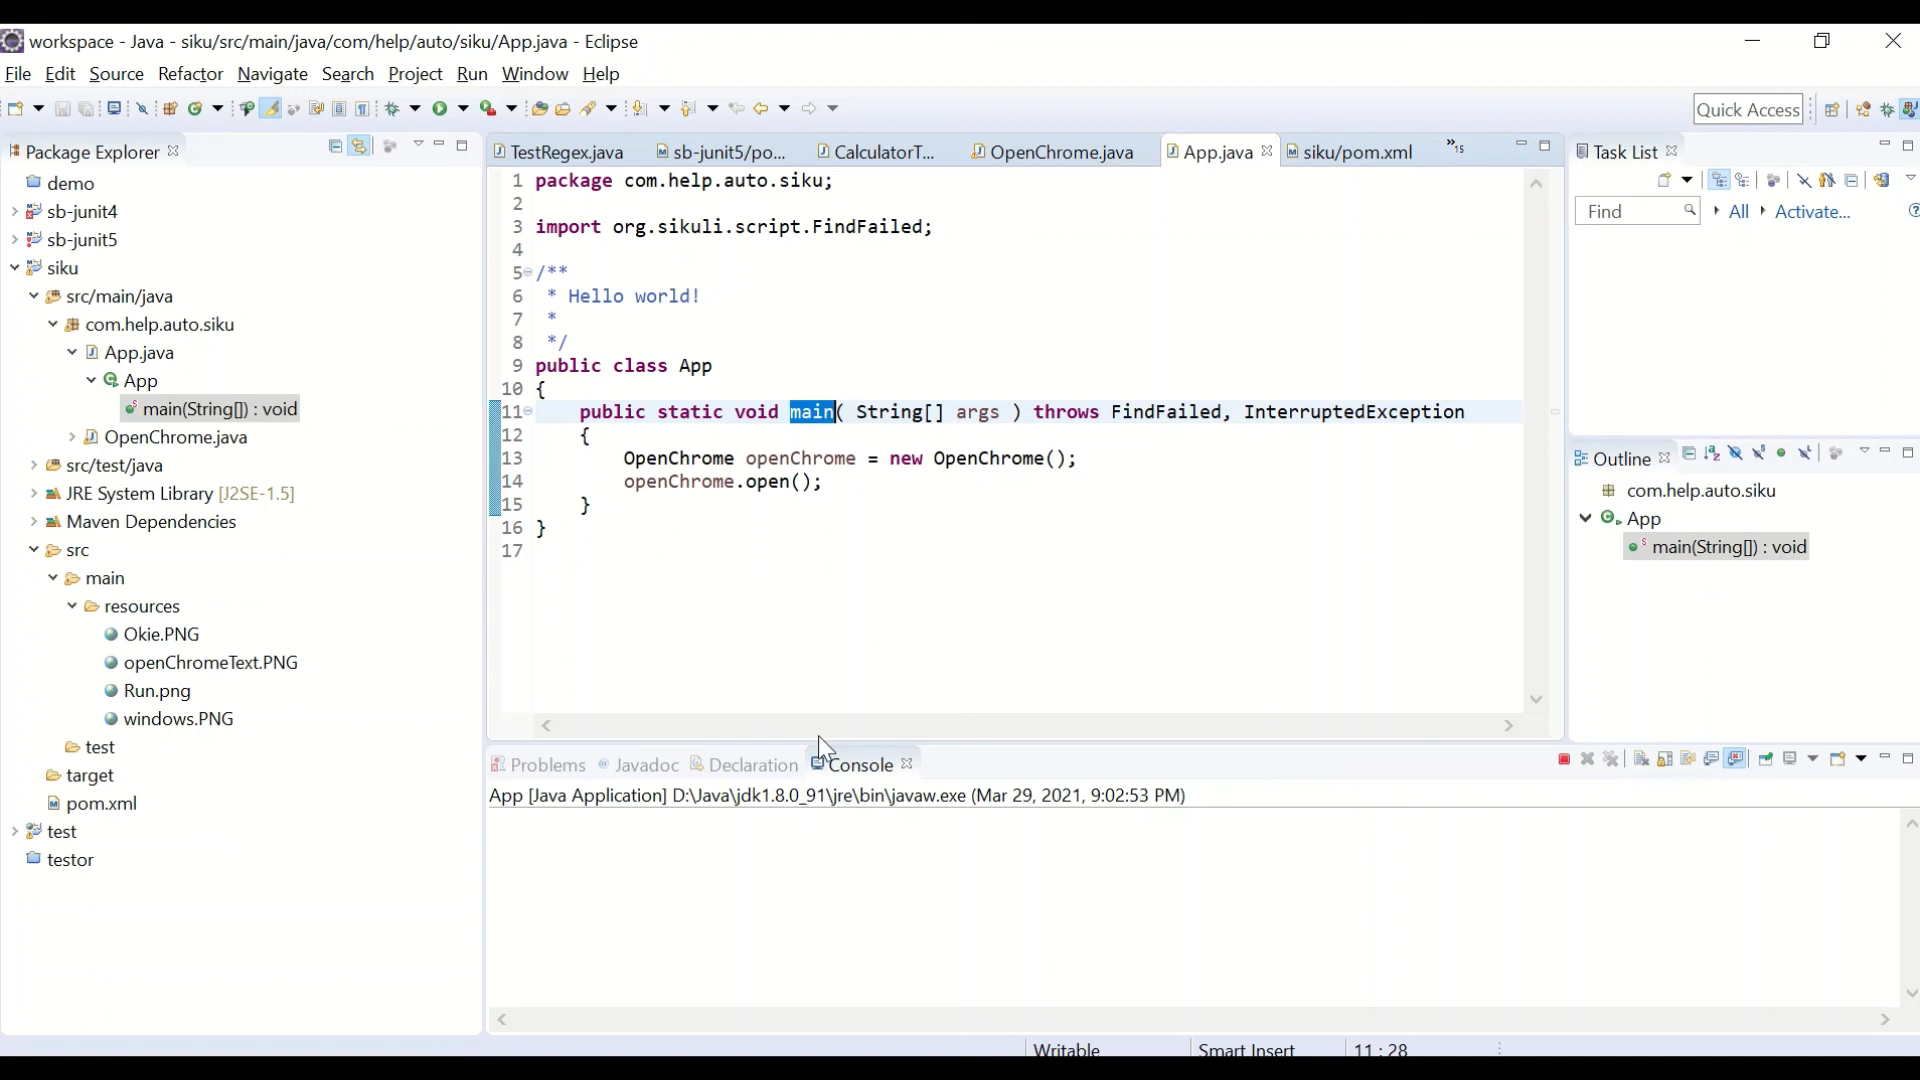 workspace - Java - siku/src/main/java/com/help/auto/siku/App.java - Eclipse
File Edit Source Refactor Navigate Search Project Run Window Help
Quick Access
Package Explorer
demo
sb-junit4
sb-junit5
siku
src/main/java
com.help.auto.siku
App.java
App
main(String[]) : void
OpenChrome.java
src/test/java
JRE System Library [J2SE-1.5]
Maven Dependencies
src
main
resources
Okie.PNG
openChromeText.PNG
Run.png
windows.PNG
test
target
pom.xml
test
testor
TestRegex.java sb-junit5/po... CalculatorT... OpenChrome.java App.java siku/pom.xml »15
1 package com.help.auto.siku;
2
3 import org.sikuli.script.FindFailed;
4
5 /**
6 * Hello world!
7 *
8 */
9 public class App
10 {
11 public static void main( String[] args ) throws FindFailed, InterruptedException
12 {
13 OpenChrome openChrome = new OpenChrome();
14 openChrome.open();
15 }
16 }
17
Task List
Find All Activate...
Outline
com.help.auto.siku
App
main(String[]) : void
Problems Javadoc Declaration Console
App [Java Application] D:\Java\jdk1.8.0_91\jre\bin\javaw.exe (Mar 29, 2021, 9:02:53 PM)
Writable Smart Insert 11 : 28